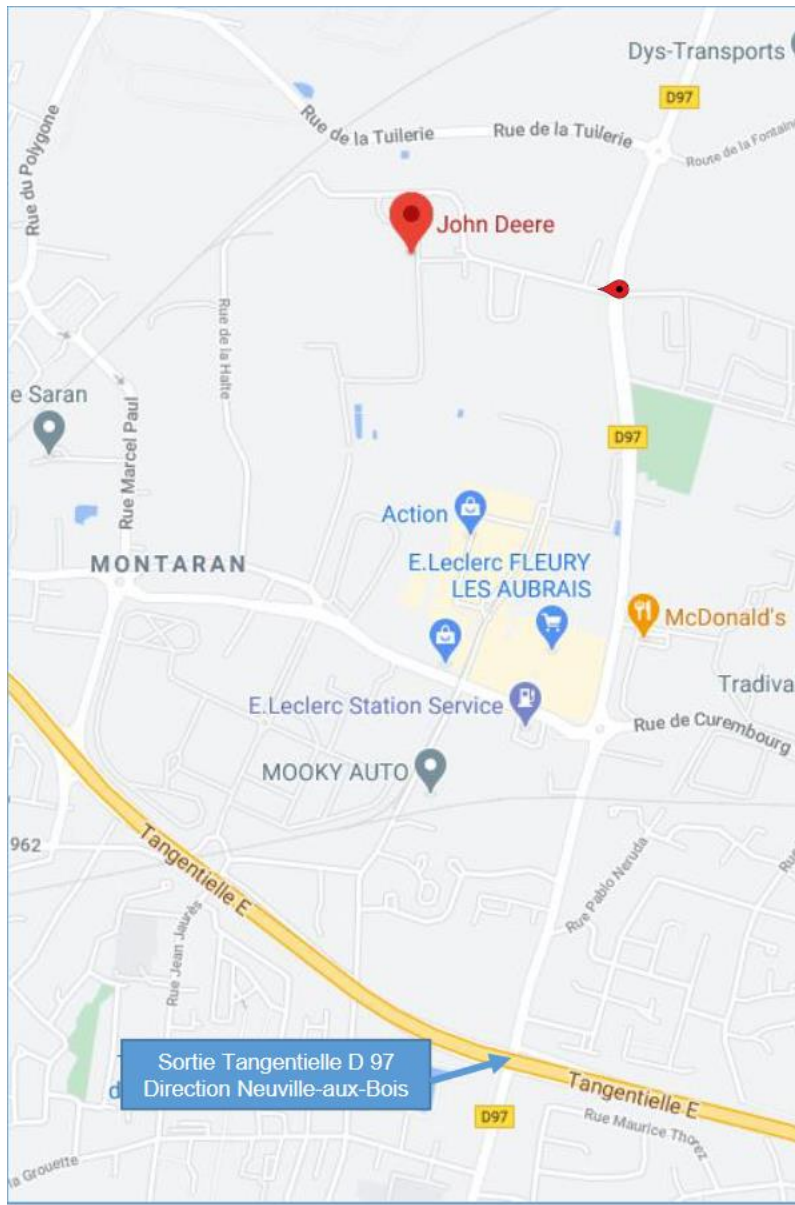 Dys-Transports
D97
Rue de la Tuilerie
Rue de la Tuilerie
Route de la Fontaine
Rue du Polygone
John Deere
Rue de la Halte
e Saran
D97
Rue Marcel Paul
Action
E.Leclerc FLEURY
LES AUBRAIS
MONTARAN
McDonald's
Tradiva
E.Leclerc Station Service
Rue de Curembourg
MOOKY AUTO
962
Tangentielle E
Rue Pablo Neruda
Rue Jean Jaurès
Sortie Tangentielle D 97
Direction Neuville-aux-Bois
Tangentielle E
D97
Rue Maurice Thorez
la Grouette